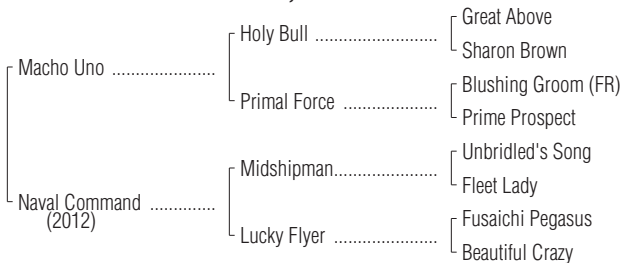 Great Above
Holy Bull ........................
Sharon Brown
Macho Uno ....................
Blushing Groom (FR)
Primal Force ..................
Prime Prospect
Unbridled's Song
Midshipman....................
Fleet Lady
Naval Command .............
(2012)
Fusaichi Pegasus
Lucky Flyer ....................
Beautiful Crazy